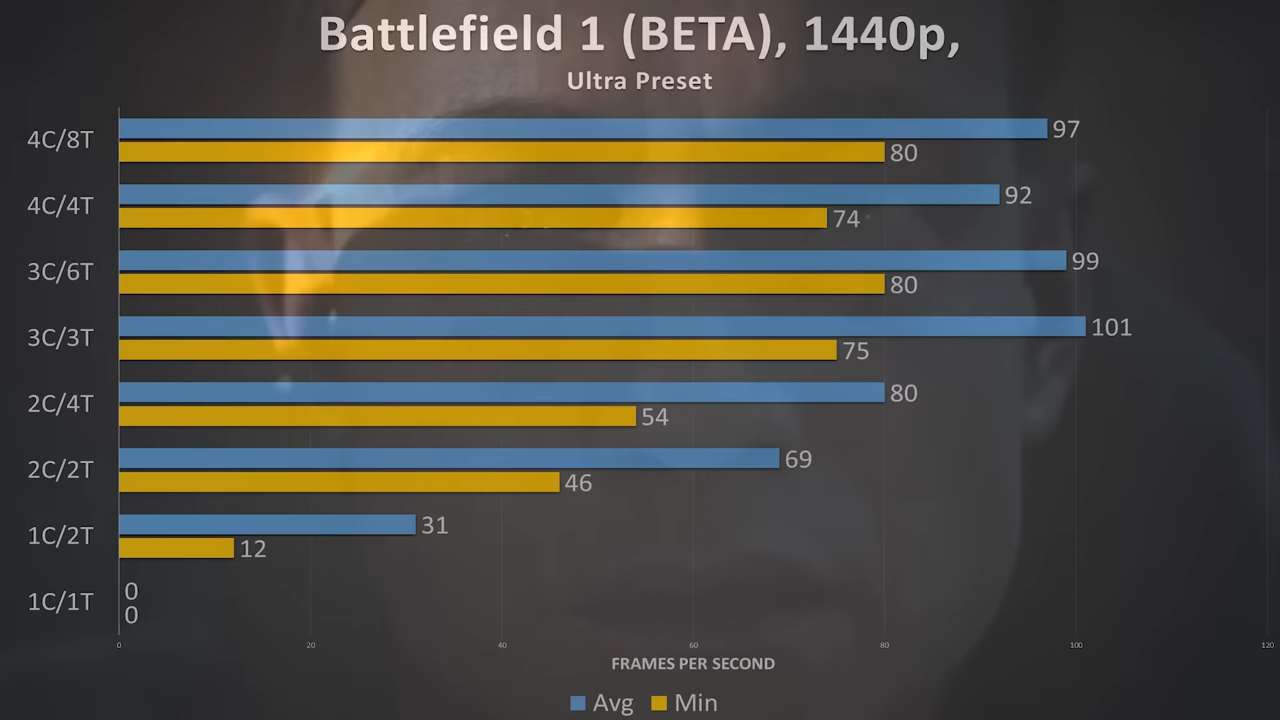 Battlefield 1 (BETA), 1440p,
Ultra Preset
4C/8T 97
80
4C/4T 92
74
3C/6T 99
80
3C/3T 101
75
2C/4T 80
54
2C/2T 69
46
1C/2T 31
12
1C/1T 0
0
0 20 40 60 80 100 120
FRAMES PER SECOND
Avg Min